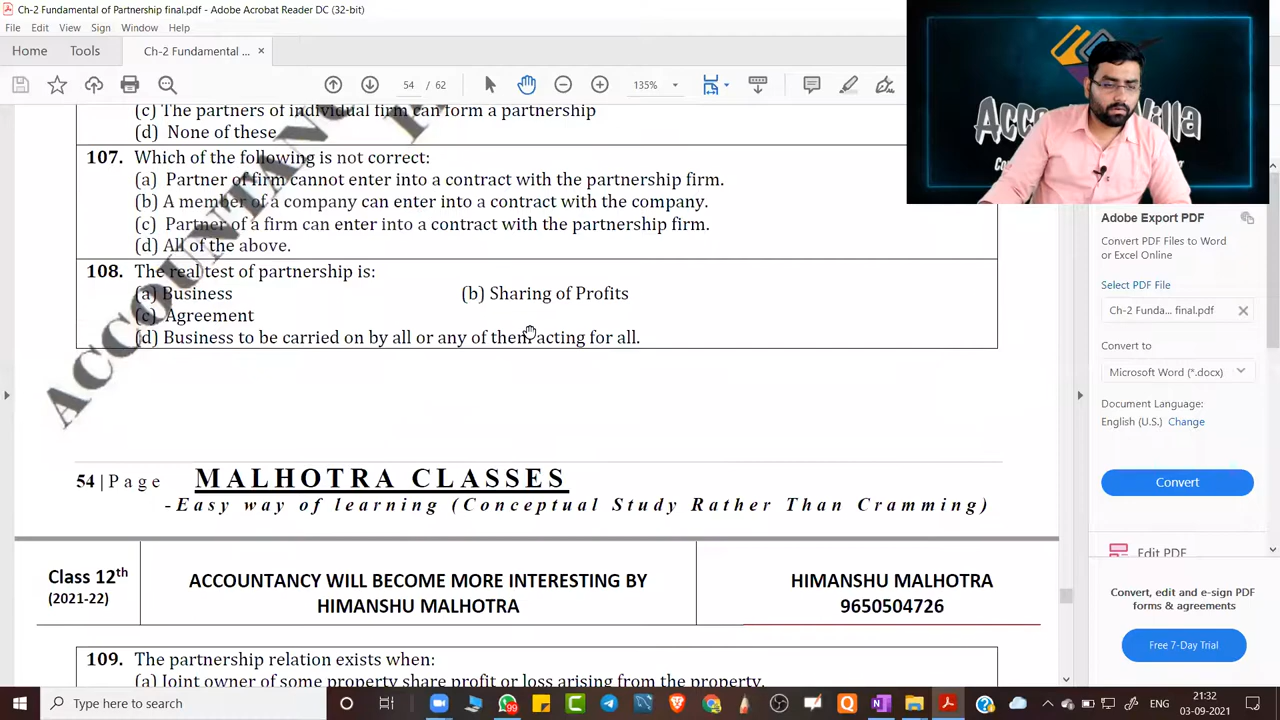 Ch-2 Fundamental of Partnership final.pdf - Adobe Acrobat Reader DC (32-bit)
File Edit View Sign Window Help
Home Tools Ch-2 Fundamental ... ×
54 / 62 135%
(c) The partners of individual firm can form a partnership
(d) None of these
107. Which of the following is not correct:
(a) Partner of firm cannot enter into a contract with the partnership firm.
(b) A member of a company can enter into a contract with the company.
(c) Partner of a firm can enter into a contract with the partnership firm.
(d) All of the above.
108. The real test of partnership is:
(a) Business (b) Sharing of Profits
(c) Agreement
(d) Business to be carried on by all or any of them acting for all.
54 | P a g e MALHOTRA CLASSES
-Easy way of learning (Conceptual Study Rather Than Cramming)
Class 12th
(2021-22)
ACCOUNTANCY WILL BECOME MORE INTERESTING BY
HIMANSHU MALHOTRA
HIMANSHU MALHOTRA
9650504726
109. The partnership relation exists when:
(a) Joint owner of some property share profit or loss arising from the property.
Adobe Export PDF
Convert PDF Files to Word
or Excel Online
Select PDF File
Ch-2 Funda... final.pdf
Convert to
Microsoft Word (*.docx)
Document Language:
English (U.S.) Change
Convert
Edit PDF
Convert, edit and e-sign PDF
forms & agreements
Free 7-Day Trial
Type here to search
99
ENG
21:32
03-09-2021